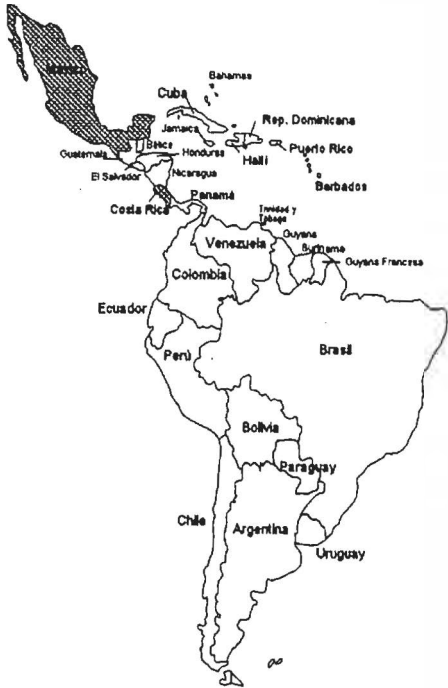 México
Bahamas
Cuba
Rep. Dominicana
Jamaica
Belice
Haití
Puerto Rico
Guatemala
Honduras
El Salvador
Nicaragua
Barbados
Costa Rica
Panamá
Trinidad y
Tobago
Guyana
Venezuela
Suriname
Guyana Francesa
Colombia
Ecuador
Perú
Brasil
Bolivia
Paraguay
Chile
Argentina
Uruguay